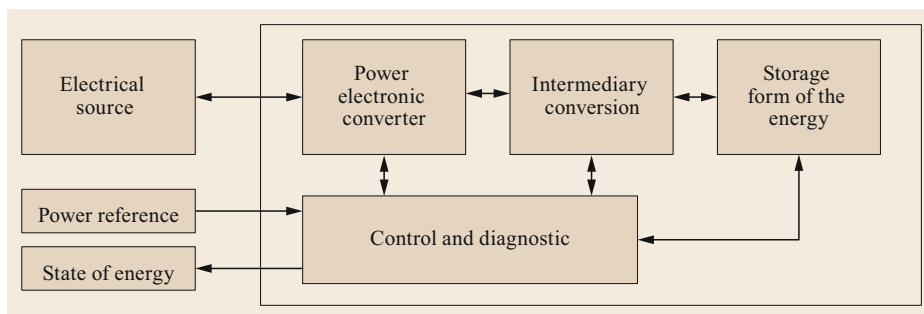 Electrical
source
Power
electronic
converter
Intermediary
conversion
Storage
form of the
energy
Power reference
Control and diagnostic
State of energy